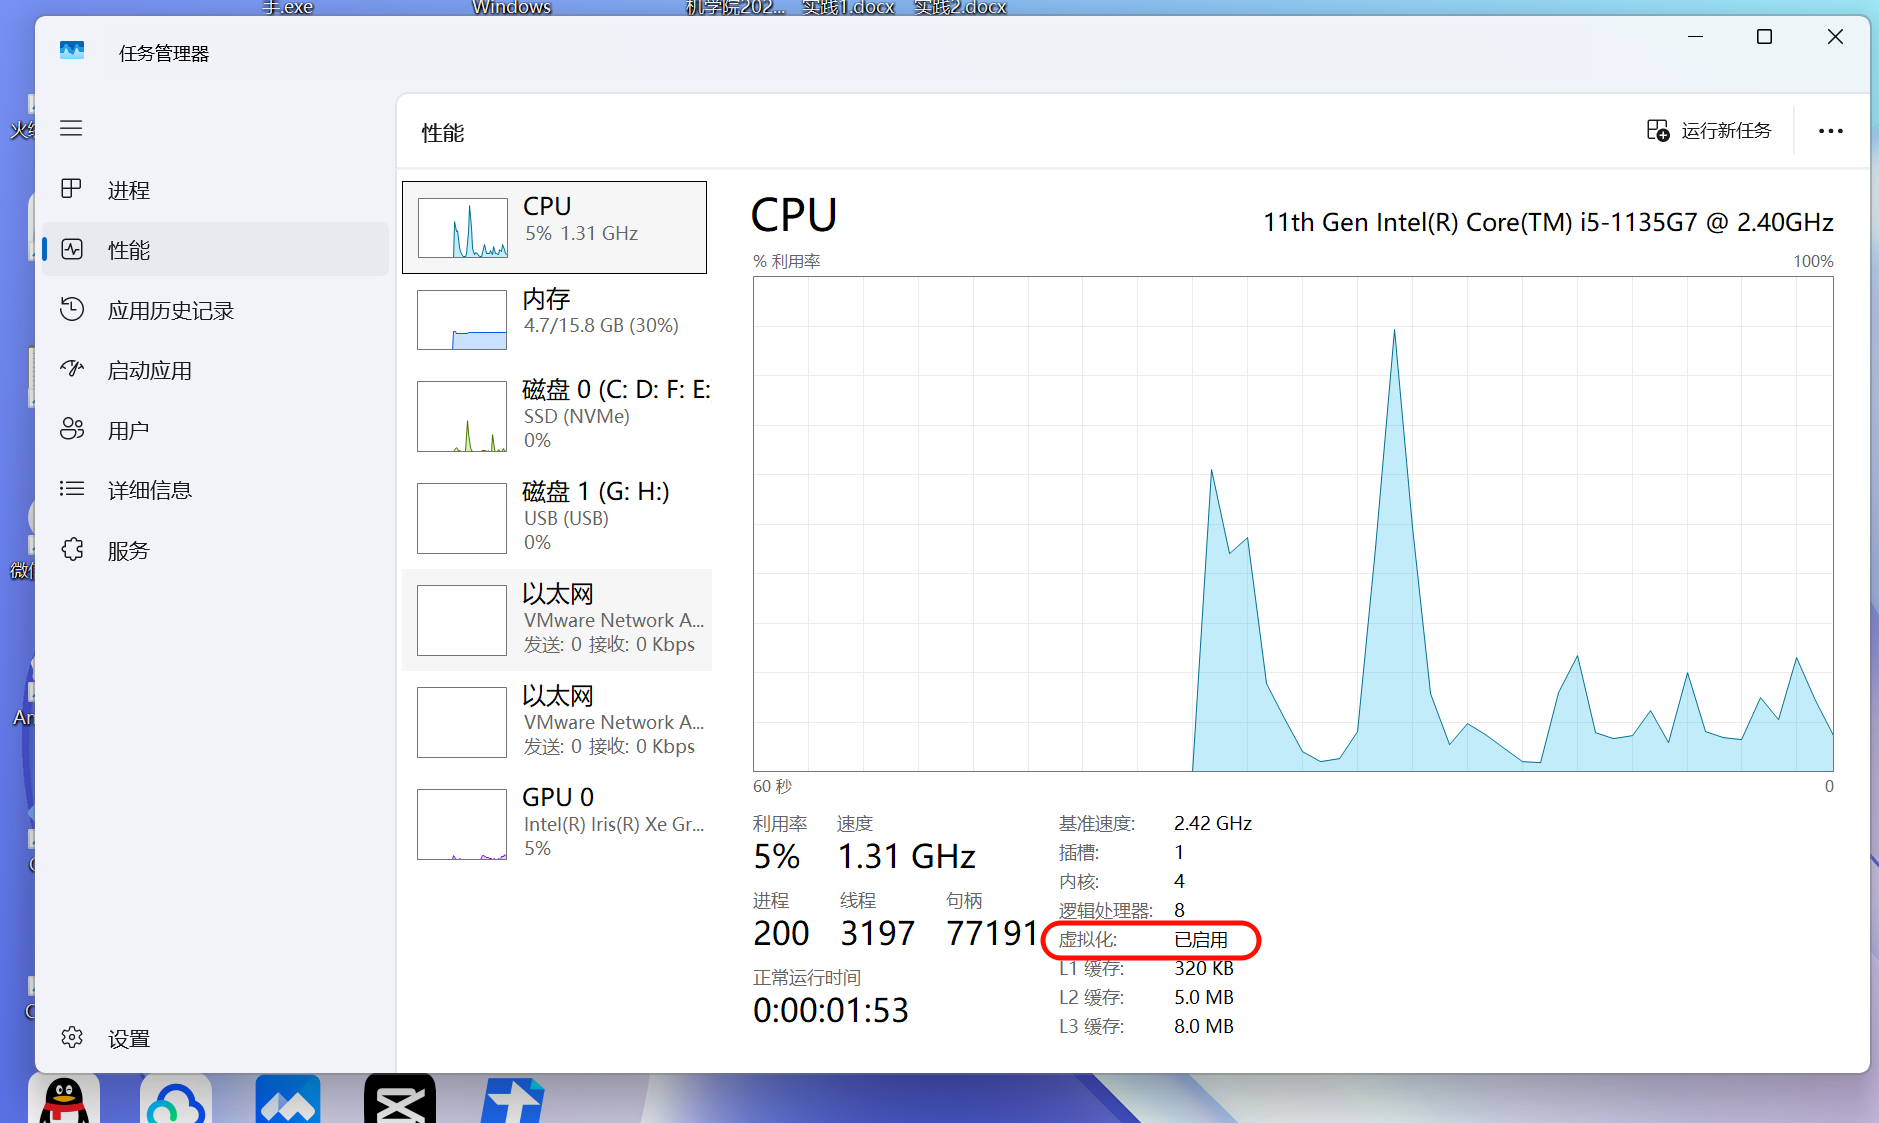 手.exe
Windows
机学院202...
实践1.docx
实践2.docx
任务管理器
性能
运行新任务
进程
性能
应用历史记录
启动应用
用户
详细信息
服务
设置
CPU
5% 1.31 GHz
内存
4.7/15.8 GB (30%)
磁盘 0 (C: D: F: E:
SSD (NVMe)
0%
磁盘 1 (G: H:)
USB (USB)
0%
以太网
VMware Network A...
发送: 0 接收: 0 Kbps
以太网
VMware Network A...
发送: 0 接收: 0 Kbps
GPU 0
Intel(R) Iris(R) Xe Gr...
5%
CPU
11th Gen Intel(R) Core(TM) i5-1135G7 @ 2.40GHz
% 利用率
100%
60 秒
0
利用率 速度
5% 1.31 GHz
进程 线程 句柄
200 3197 77191
正常运行时间
0:00:01:53
基准速度: 2.42 GHz
插槽: 1
内核: 4
逻辑处理器: 8
虚拟化: 已启用
L1 缓存: 320 KB
L2 缓存: 5.0 MB
L3 缓存: 8.0 MB